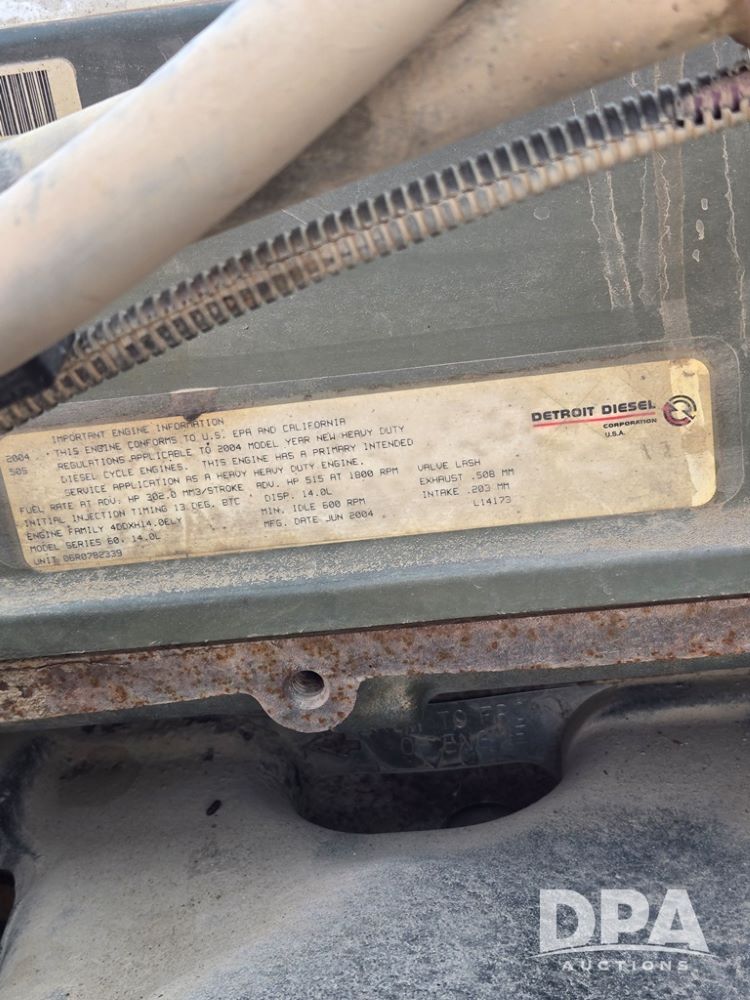 IMPORTANT ENGINE INFORMATION
2004 THIS ENGINE CONFORMS TO U.S. EPA AND CALIFORNIA
505 REGULATIONS APPLICABLE TO 2004 MODEL YEAR NEW HEAVY DUTY
DIESEL CYCLE ENGINES. THIS ENGINE HAS A PRIMARY INTENDED
SERVICE APPLICATION AS A HEAVY HEAVY DUTY ENGINE.
FUEL RATE AT ADV. HP 302.0 MM3/STROKE ADV. HP 515 AT 1800 RPM VALVE LASH
INITIAL INJECTION TIMING 13 DEG. BTC DISP. 14.0L EXHAUST .508 MM
ENGINE FAMILY 4DDXH14.0ELY MIN. IDLE 600 RPM INTAKE .203 MM
MODEL SERIES 60, 14.0L MFG. DATE JUN 2004 L14173
UNIT 06R0782339
DETROIT DIESEL
CORPORATION
U.S.A.
TO
DPA
AUCTIONS